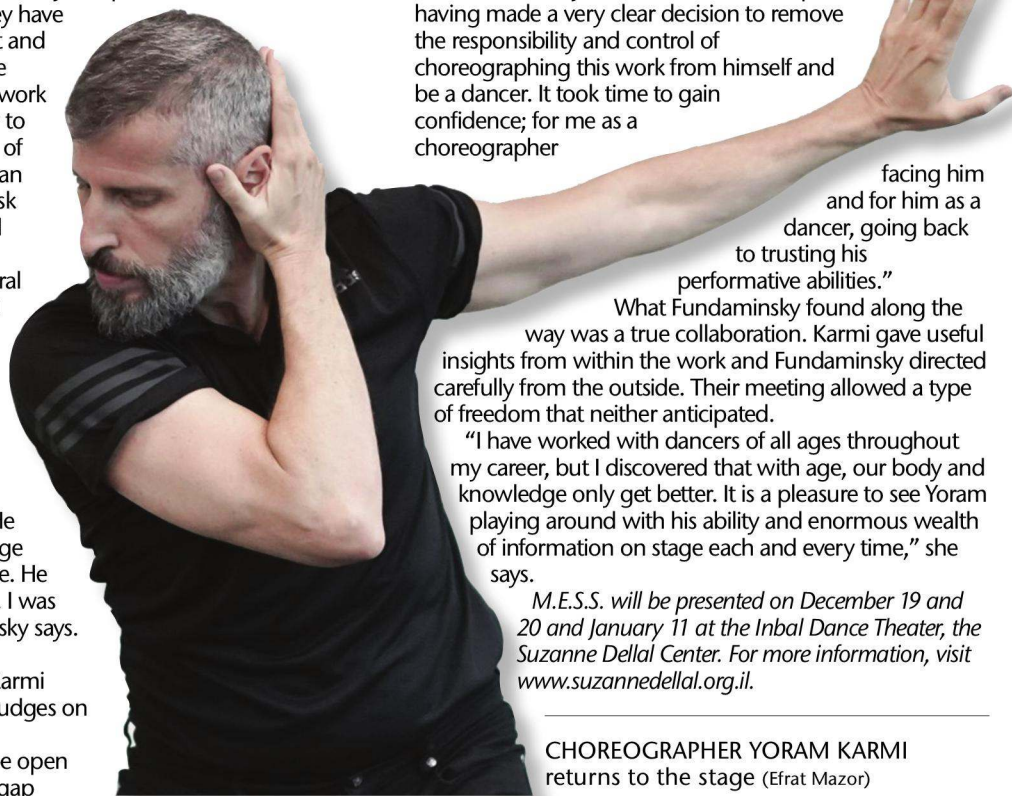 ey have
t and
e
work
to
of
an
sk
ral
le
ge
e. He
. I was
sky says.
Karmi
udges on
e open
gap
having made a very clear decision to remove
the responsibility and control of
choreographing this work from himself and
be a dancer. It took time to gain
confidence; for me as a
choreographer
facing him
and for him as a
dancer, going back
to trusting his
performative abilities.”
What Fundaminsky found along the
way was a true collaboration. Karmi gave useful
insights from within the work and Fundaminsky directed
carefully from the outside. Their meeting allowed a type
of freedom that neither anticipated.
“I have worked with dancers of all ages throughout
my career, but I discovered that with age, our body and
knowledge only get better. It is a pleasure to see Yoram
playing around with his ability and enormous wealth
of information on stage each and every time,” she
says.
M.E.S.S. will be presented on December 19 and
20 and January 11 at the Inbal Dance Theater, the
Suzanne Dellal Center. For more information, visit
www.suzannedellal.org.il.
CHOREOGRAPHER YORAM KARMI
returns to the stage (Efrat Mazor)